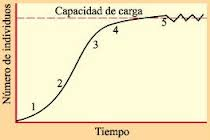 Capacidad de carga
Número de individuos
1
2
3
4
5
Tiempo